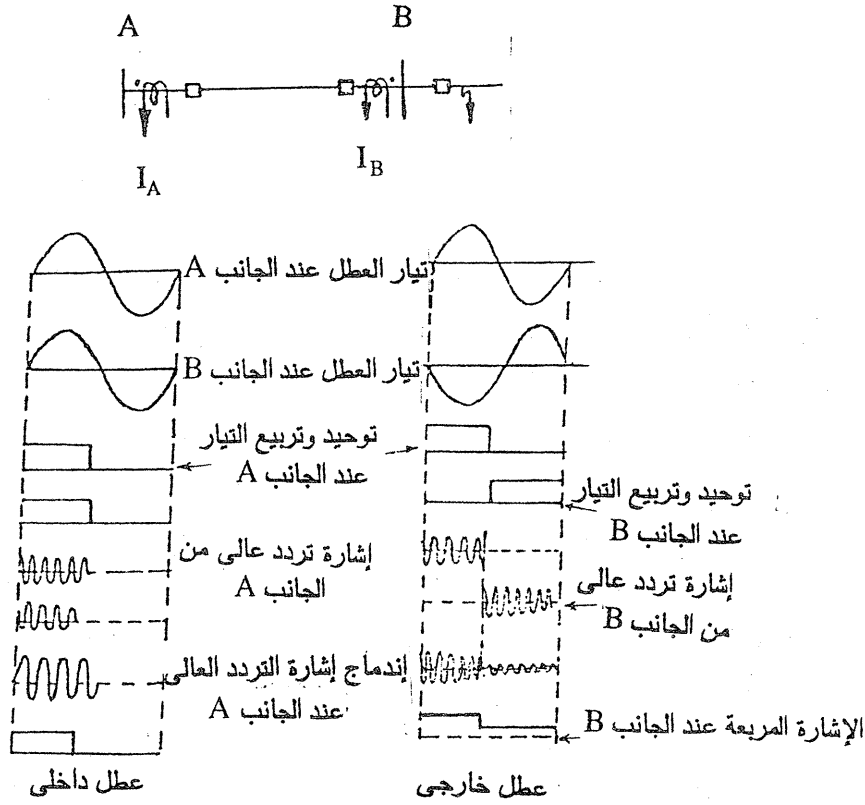 A
B
I_A
I_B
تيار العطل عند الجانب A
تيار العطل عند الجانب B
توحيد وتربيع التيار
عند الجانب A
توحيد وتربيع التيار
عند الجانب B
إشارة تردد عالى من
الجانب A
إشارة تردد عالى
من الجانب B
إندماج إشارة التردد العالى
عند الجانب A
الإشارة المربعة عند الجانب B
عطل داخلى
عطل خارجى